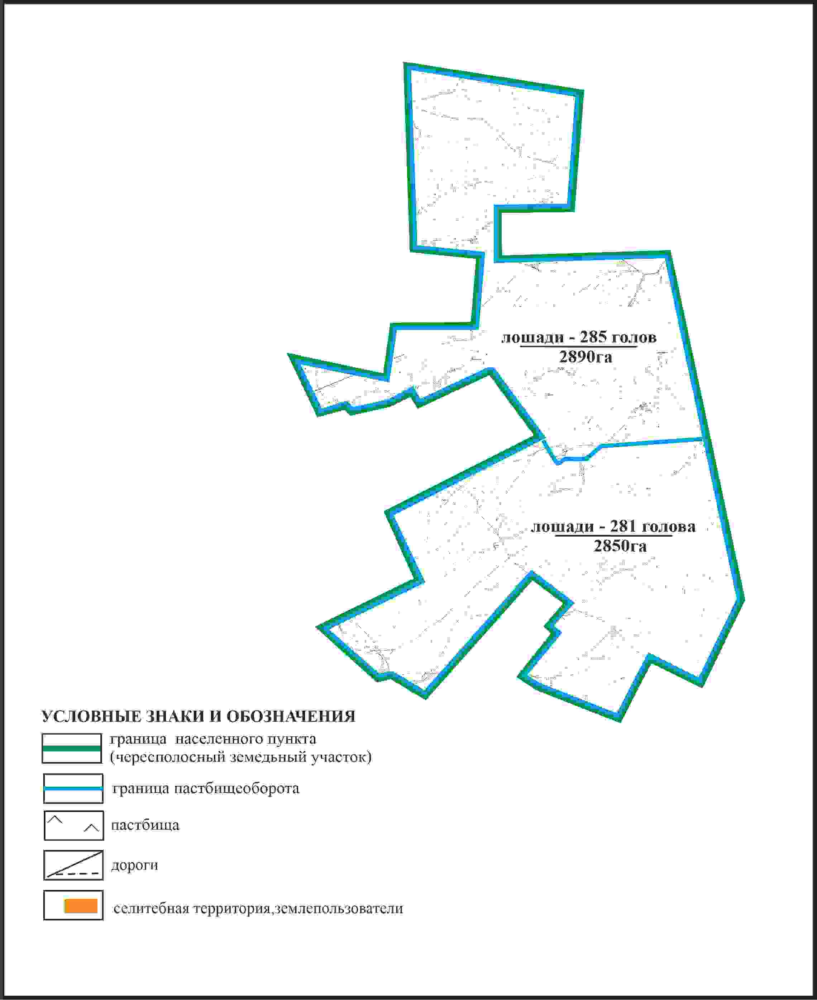 лошади - 285 голов
2890га
лошади - 281 голова
2850га
УСЛОВНЫЕ ЗНАКИ И ОБОЗНАЧЕНИЯ
граница населенного пункта
(чересполосный земедьный участок)
граница пастбищеоборота
пастбища
дороги
селитебная территория,землепользователи